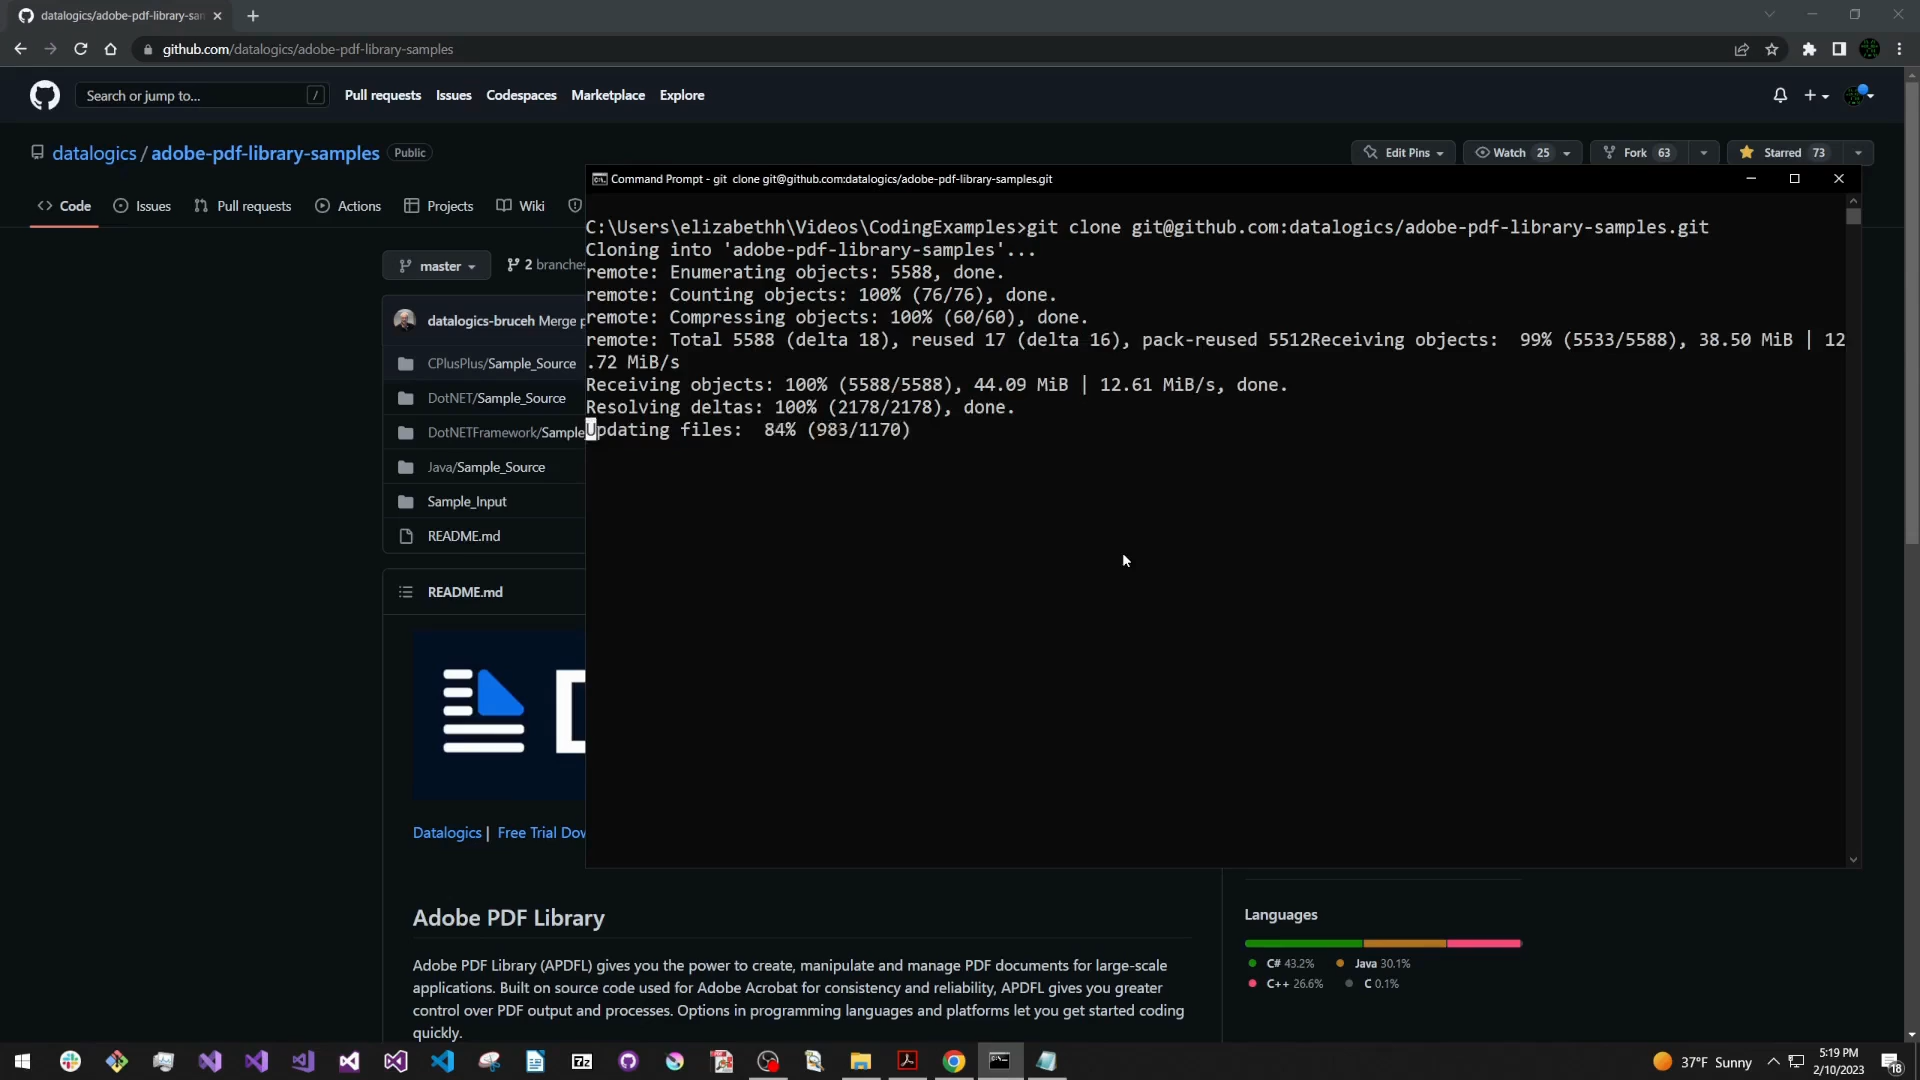 datalogics/adobe-pdf-library-sam
github.com/datalogics/adobe-pdf-library-samples
Search or jump to... /
Pull requests Issues Codespaces Marketplace Explore
datalogics / adobe-pdf-library-samples Public
Edit Pins Watch 25 Fork 63 Starred 73
Code Issues Pull requests Actions Projects Wiki
Command Prompt - git clone git@github.com:datalogics/adobe-pdf-library-samples.git
C:\Users\elizabethh\Videos\CodingExamples>git clone git@github.com:datalogics/adobe-pdf-library-samples.git
Cloning into 'adobe-pdf-library-samples'...
remote: Enumerating objects: 5588, done.
remote: Counting objects: 100% (76/76), done.
remote: Compressing objects: 100% (60/60), done.
remote: Total 5588 (delta 18), reused 17 (delta 16), pack-reused 5512Receiving objects:  99% (5533/5588), 38.50 MiB | 12
.72 MiB/s
Receiving objects: 100% (5588/5588), 44.09 MiB | 12.61 MiB/s, done.
Resolving deltas: 100% (2178/2178), done.
Updating files:  84% (983/1170)
master 2 branches
datalogics-bruceh Merge p
CPlusPlus/Sample_Source
DotNET/Sample_Source
DotNETFramework/Sample
Java/Sample_Source
Sample_Input
README.md
README.md
D
Datalogics | Free Trial Dow
Adobe PDF Library
Adobe PDF Library (APDFL) gives you the power to create, manipulate and manage PDF documents for large-scale
applications. Built on source code used for Adobe Acrobat for consistency and reliability, APDFL gives you greater
control over PDF output and processes. Options in programming languages and platforms let you get started coding
quickly.
Languages
C# 43.2% Java 30.1%
C++ 26.6% C 0.1%
7z
37°F Sunny
5:19 PM
2/10/2023
18